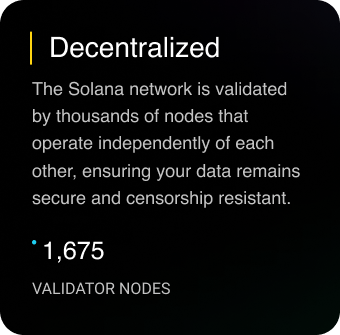 Decentralized
The Solana network is validated
by thousands of nodes that
operate independently of each
other, ensuring your data remains
secure and censorship resistant.
1,675
VALIDATOR NODES